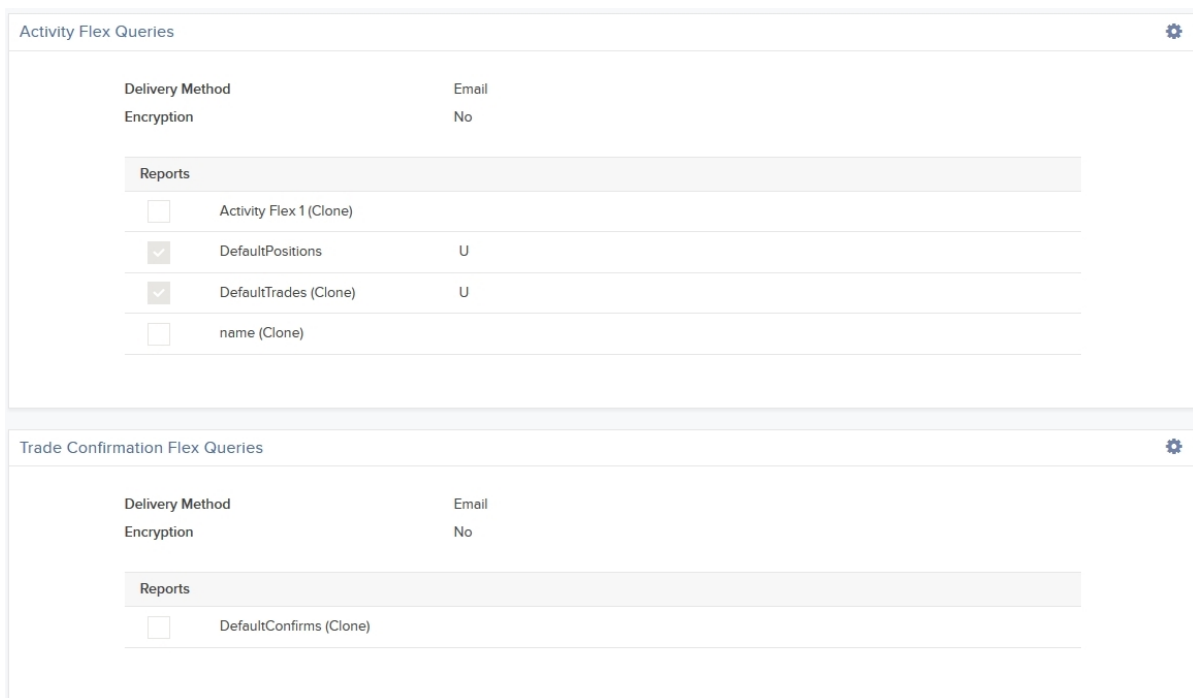 Activity Flex Queries
Delivery Method Email
Encryption No
Reports
Activity Flex 1 (Clone)
DefaultPositions U
DefaultTrades (Clone) U
name (Clone)
Trade Confirmation Flex Queries
Delivery Method Email
Encryption No
Reports
DefaultConfirms (Clone)